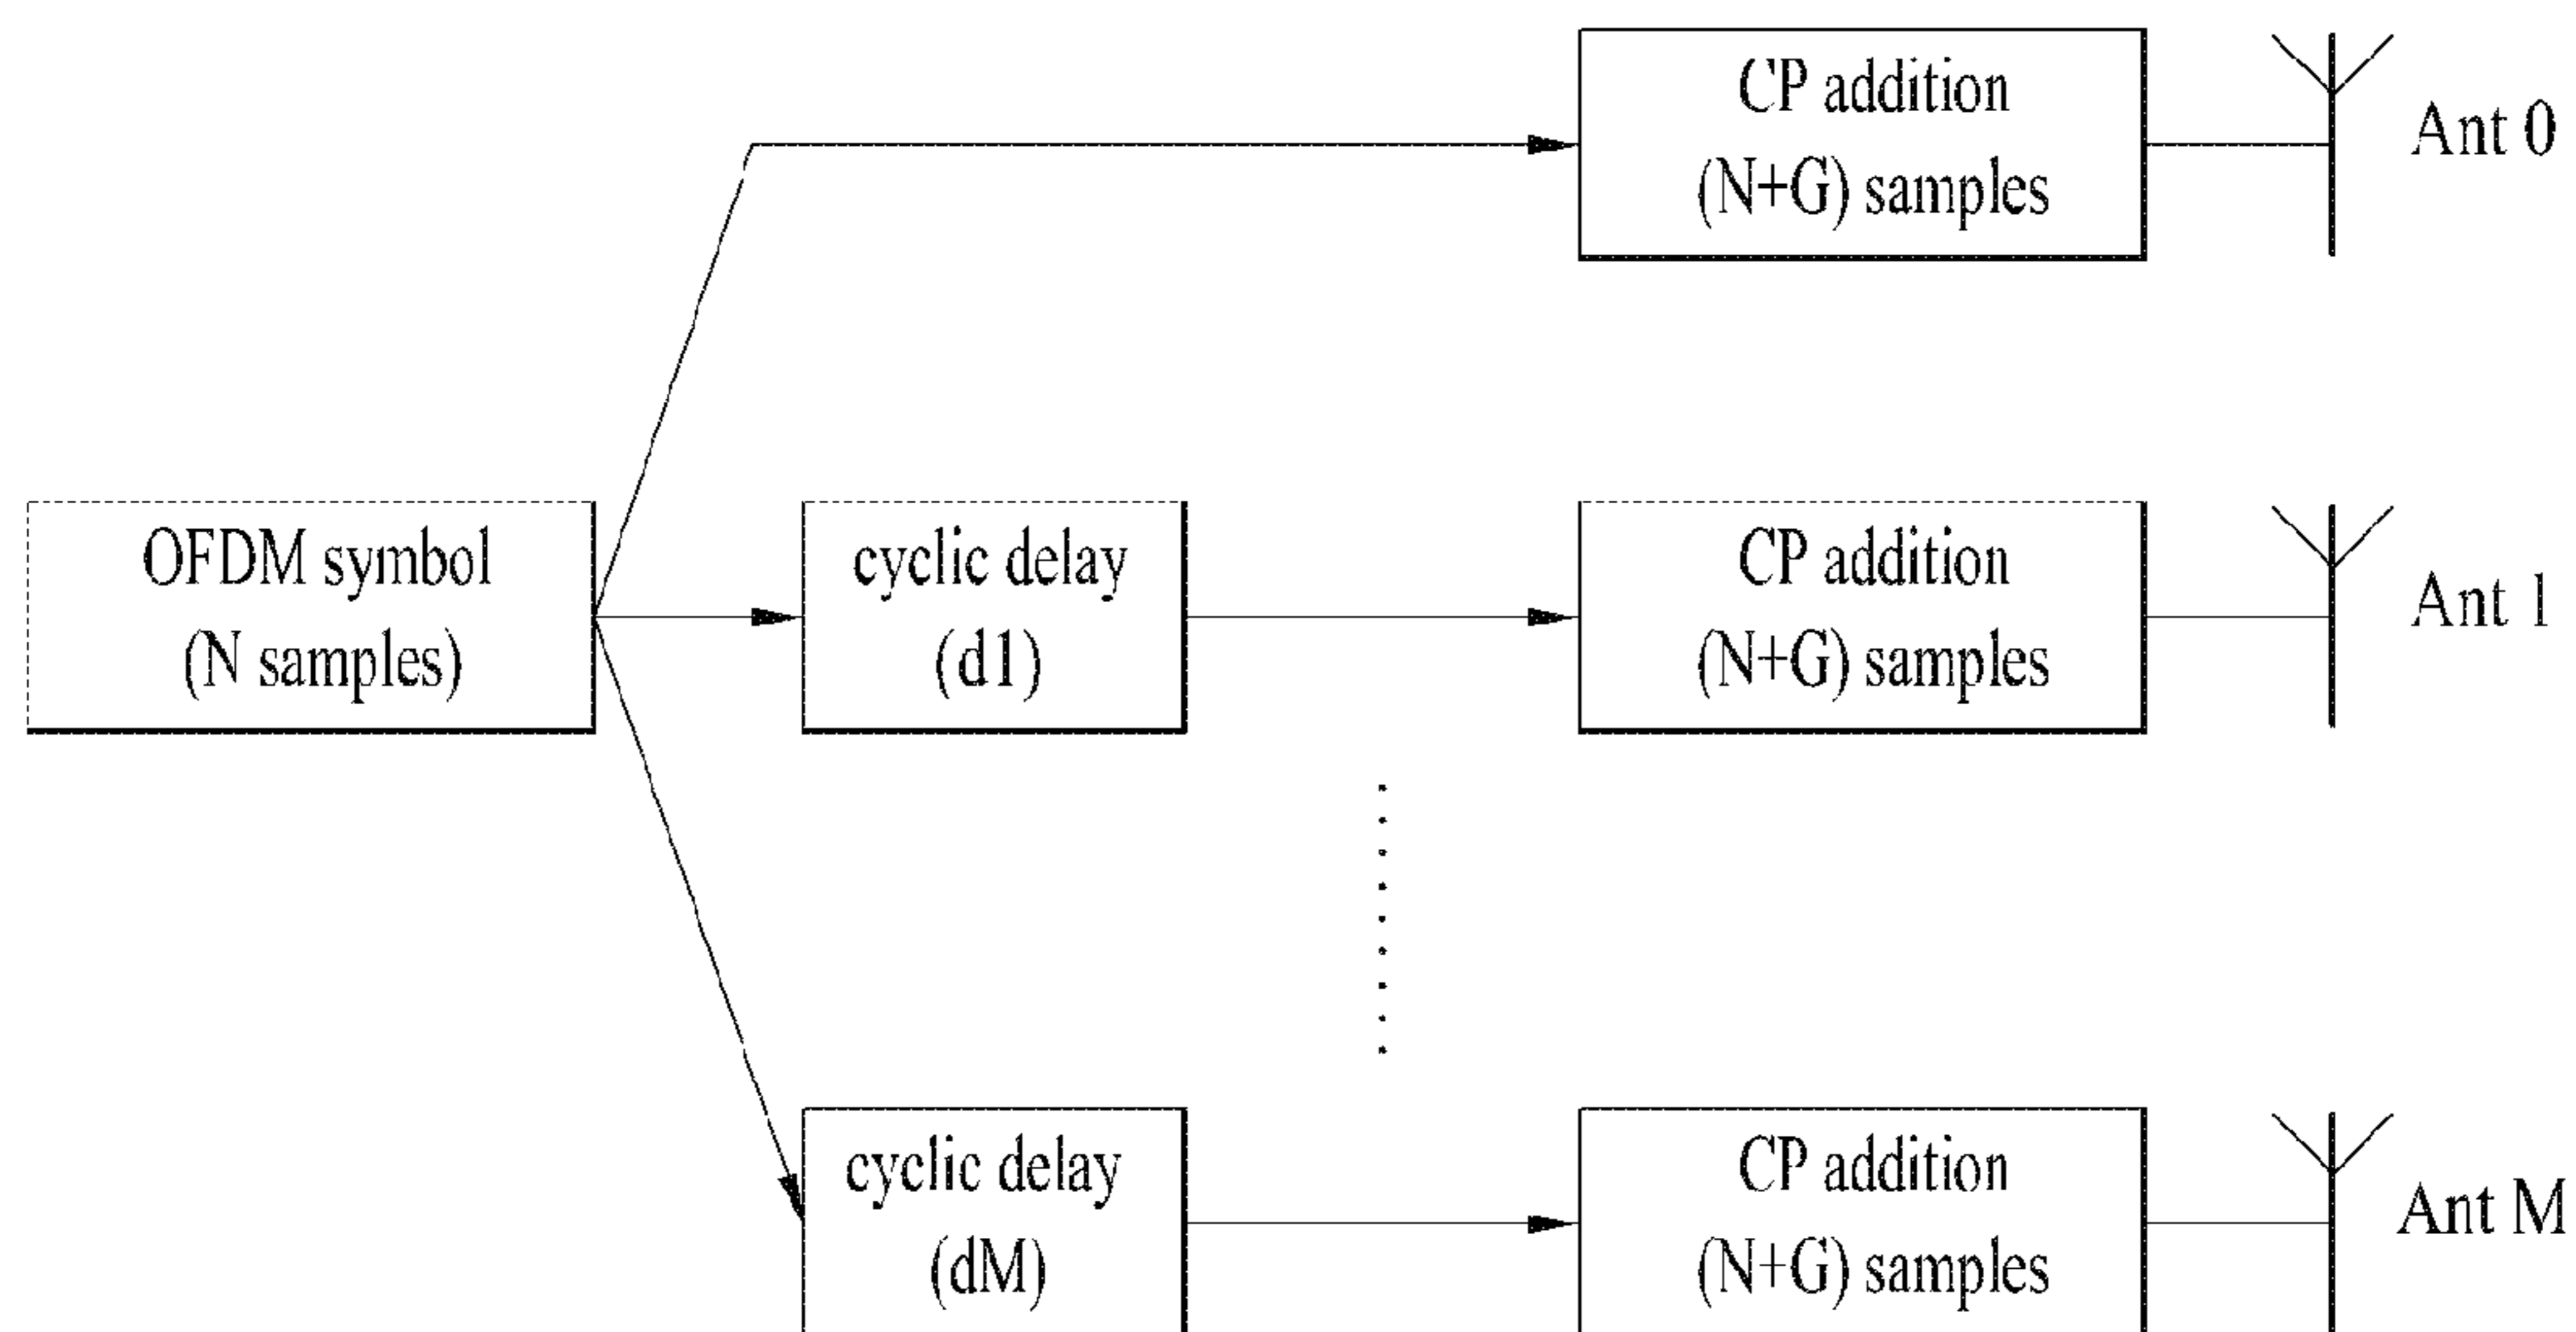 CP addition
(N+G) samples
Ant 0
OFDM symbol
(N samples)
cyclic delay
(d1)
CP addition
(N+G) samples
Ant 1
cyclic delay
(dM)
CP addition
(N+G) samples
Ant M